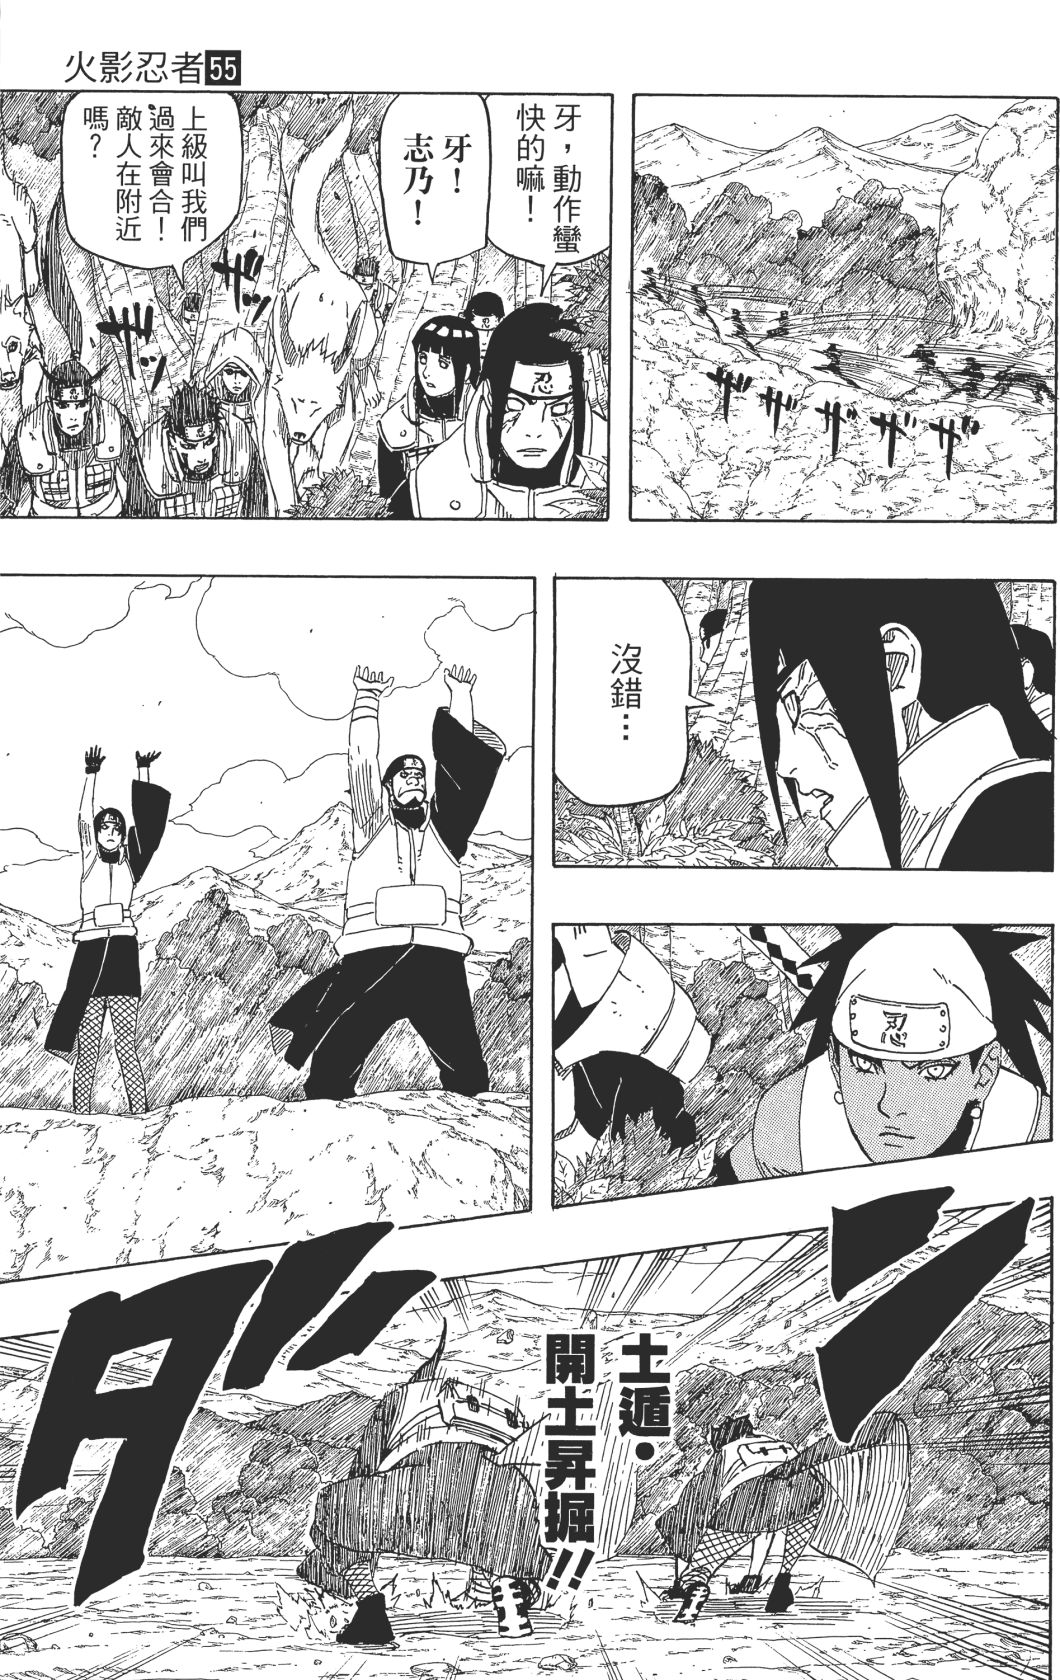 火影忍者55
ザ ザ ザ ザ ザ
牙，動作蠻
快的嘛！
牙！
志乃！
上級叫我們
過來會合！
敵人在附近
嗎？
ザッ
ザッ
沒錯…
土遁·
開土昇掘!!
バン